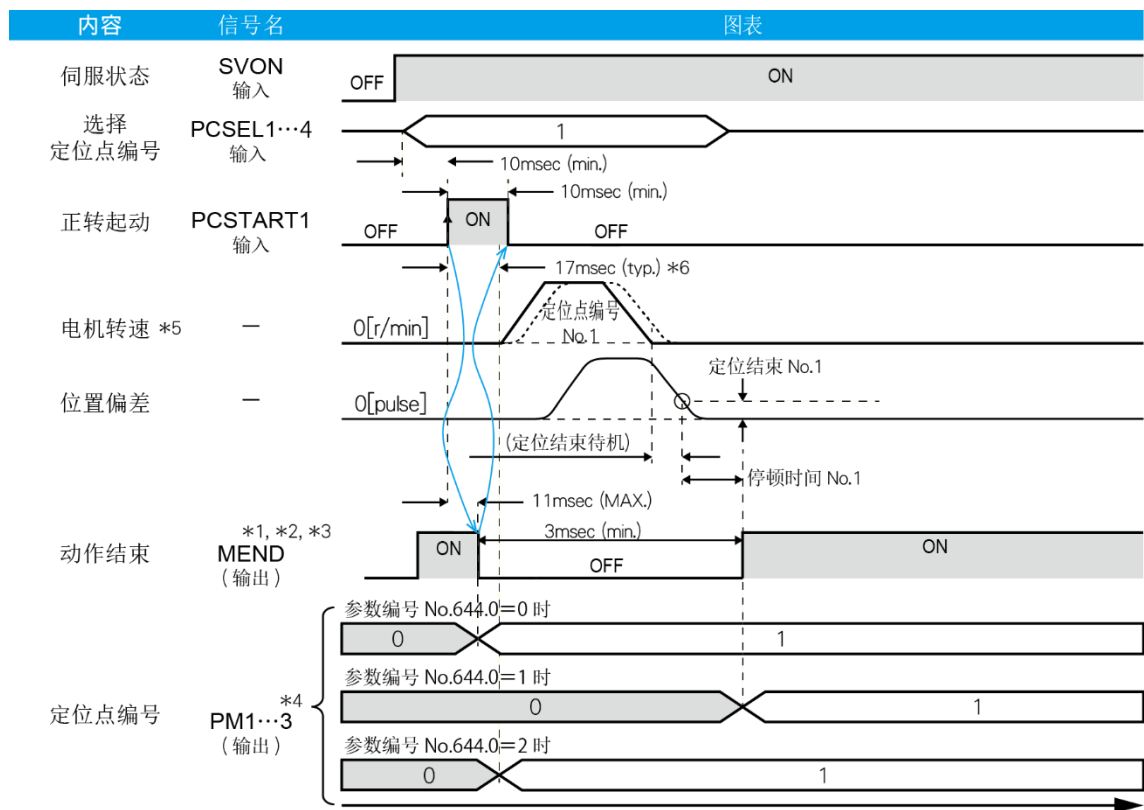 内容 信号名 图表
伺服状态 SVON 输入 OFF ON
选择 定位点编号 PCSEL1…4 输入 1
10msec (min.)
10msec (min.)
正转起动 PCSTART1 输入 OFF ON OFF
17msec (typ.) *6
电机转速 *5 － 0[r/min] 定位点编号 No.1
定位结束 No.1
位置偏差 － 0[pulse]
(定位结束待机)
停顿时间 No.1
11msec (MAX.)
动作结束 *1, *2, *3 MEND (输出) ON 3msec (min.) OFF ON
参数编号 No.644.0=0 时
0 1
参数编号 No.644.0=1 时
定位点编号 PM1…3 *4 (输出) 0 1
参数编号 No.644.0=2 时
0 1